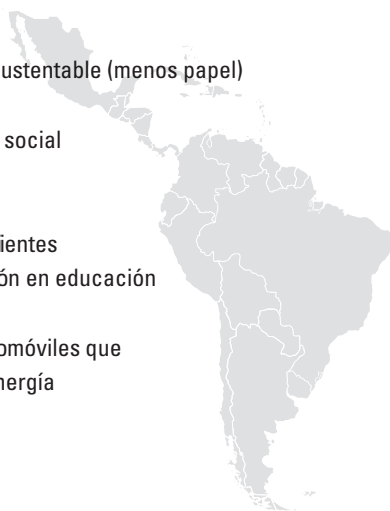 ustentable (menos papel)
social
ientes
ón en educación
omóviles que
nergía